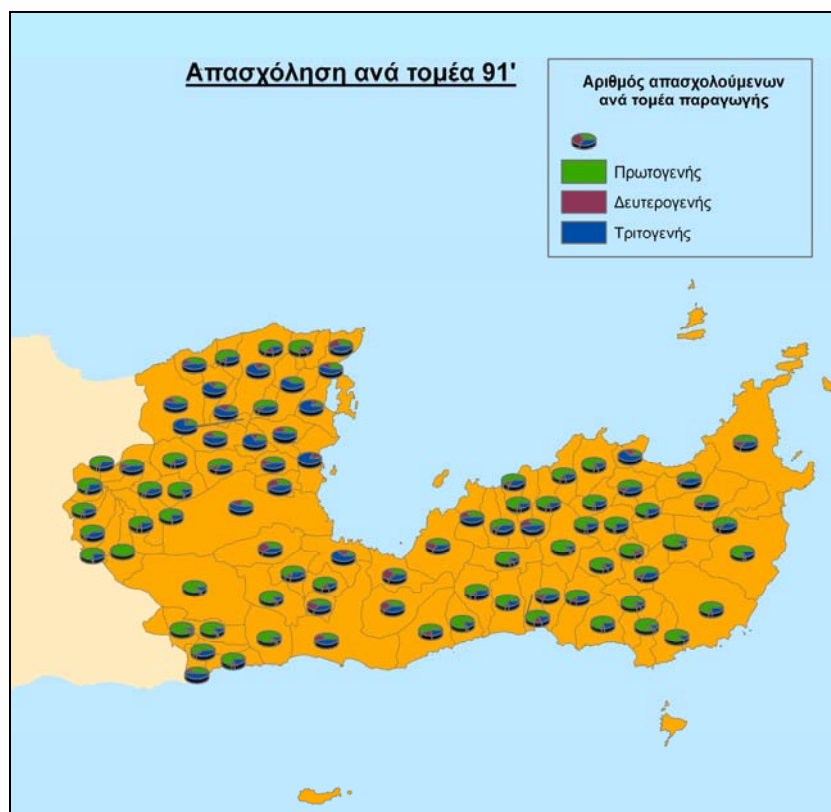 Απασχόληση ανά τομέα 91'
Αριθμός απασχολούμενων
ανά τομέα παραγωγής
Πρωτογενής
Δευτερογενής
Τριτογενής